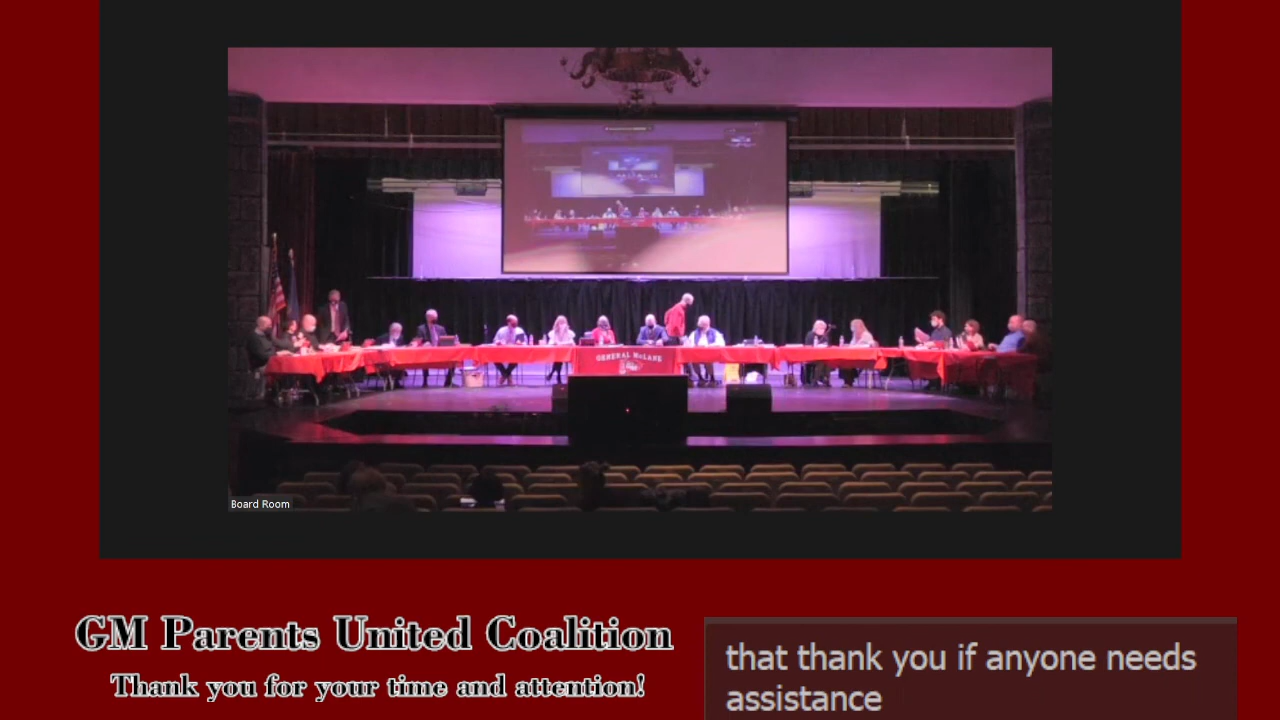 GENERAL McLANE
Board Room
GM Parents United Coalition
Thank you for your time and attention!
that thank you if anyone needs
assistance